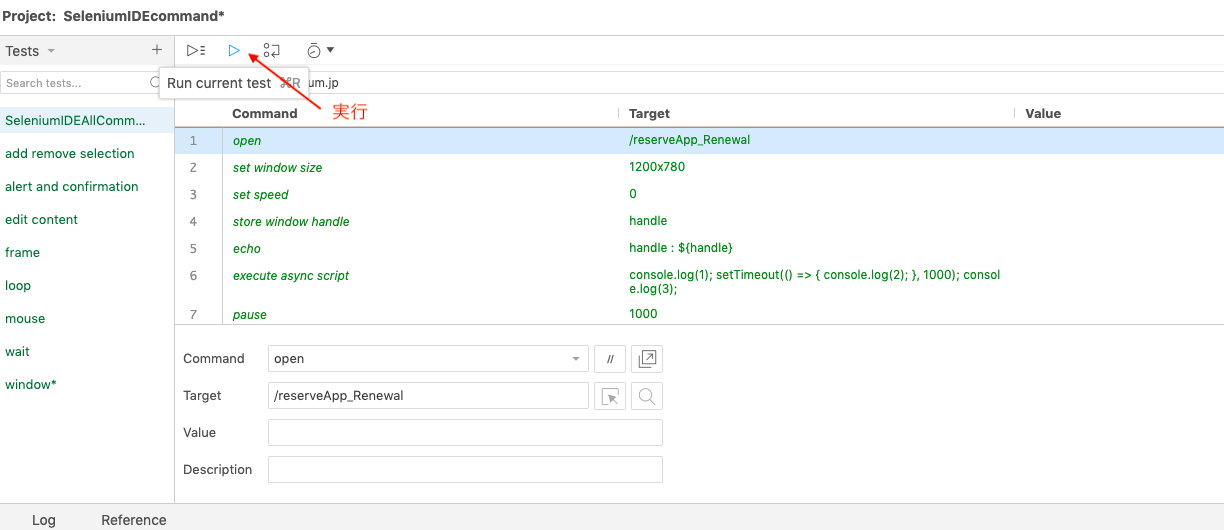 Project: SeleniumIDEcommand*
Tests
+
Search tests...
Run current test ⌘R
um.jp
実行
Command Target Value
SeleniumIDEAllComm...
add remove selection
alert and confirmation
edit content
frame
loop
mouse
wait
window*
1 open /reserveApp_Renewal
2 set window size 1200x780
3 set speed 0
4 store window handle handle
5 echo handle : ${handle}
6 execute async script console.log(1); setTimeout(() => { console.log(2); }, 1000); consol
e.log(3);
7 pause 1000
Command open //
Target /reserveApp_Renewal
Value
Description
Log Reference